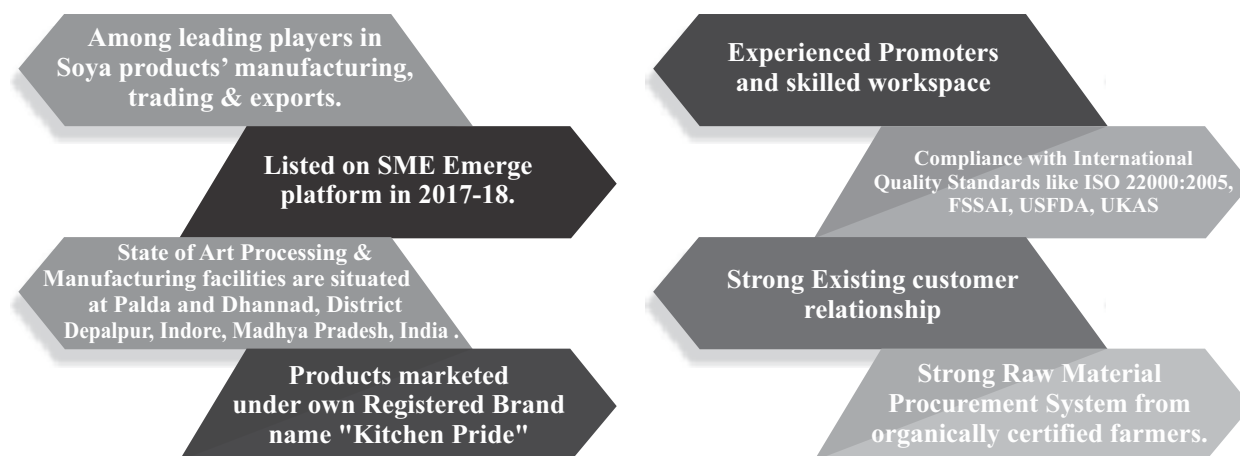 Among leading players in
Soya products’ manufacturing,
trading & exports.
Listed on SME Emerge
platform in 2017-18.
State of Art Processing &
Manufacturing facilities are situated
at Palda and Dhannad, District
Depalpur, Indore, Madhya Pradesh, India .
Products marketed
under own Registered Brand
name "Kitchen Pride"
Experienced Promoters
and skilled workspace
Compliance with International
Quality Standards like ISO 22000:2005,
FSSAI, USFDA, UKAS
Strong Existing customer
relationship
Strong Raw Material
Procurement System from
organically certified farmers.